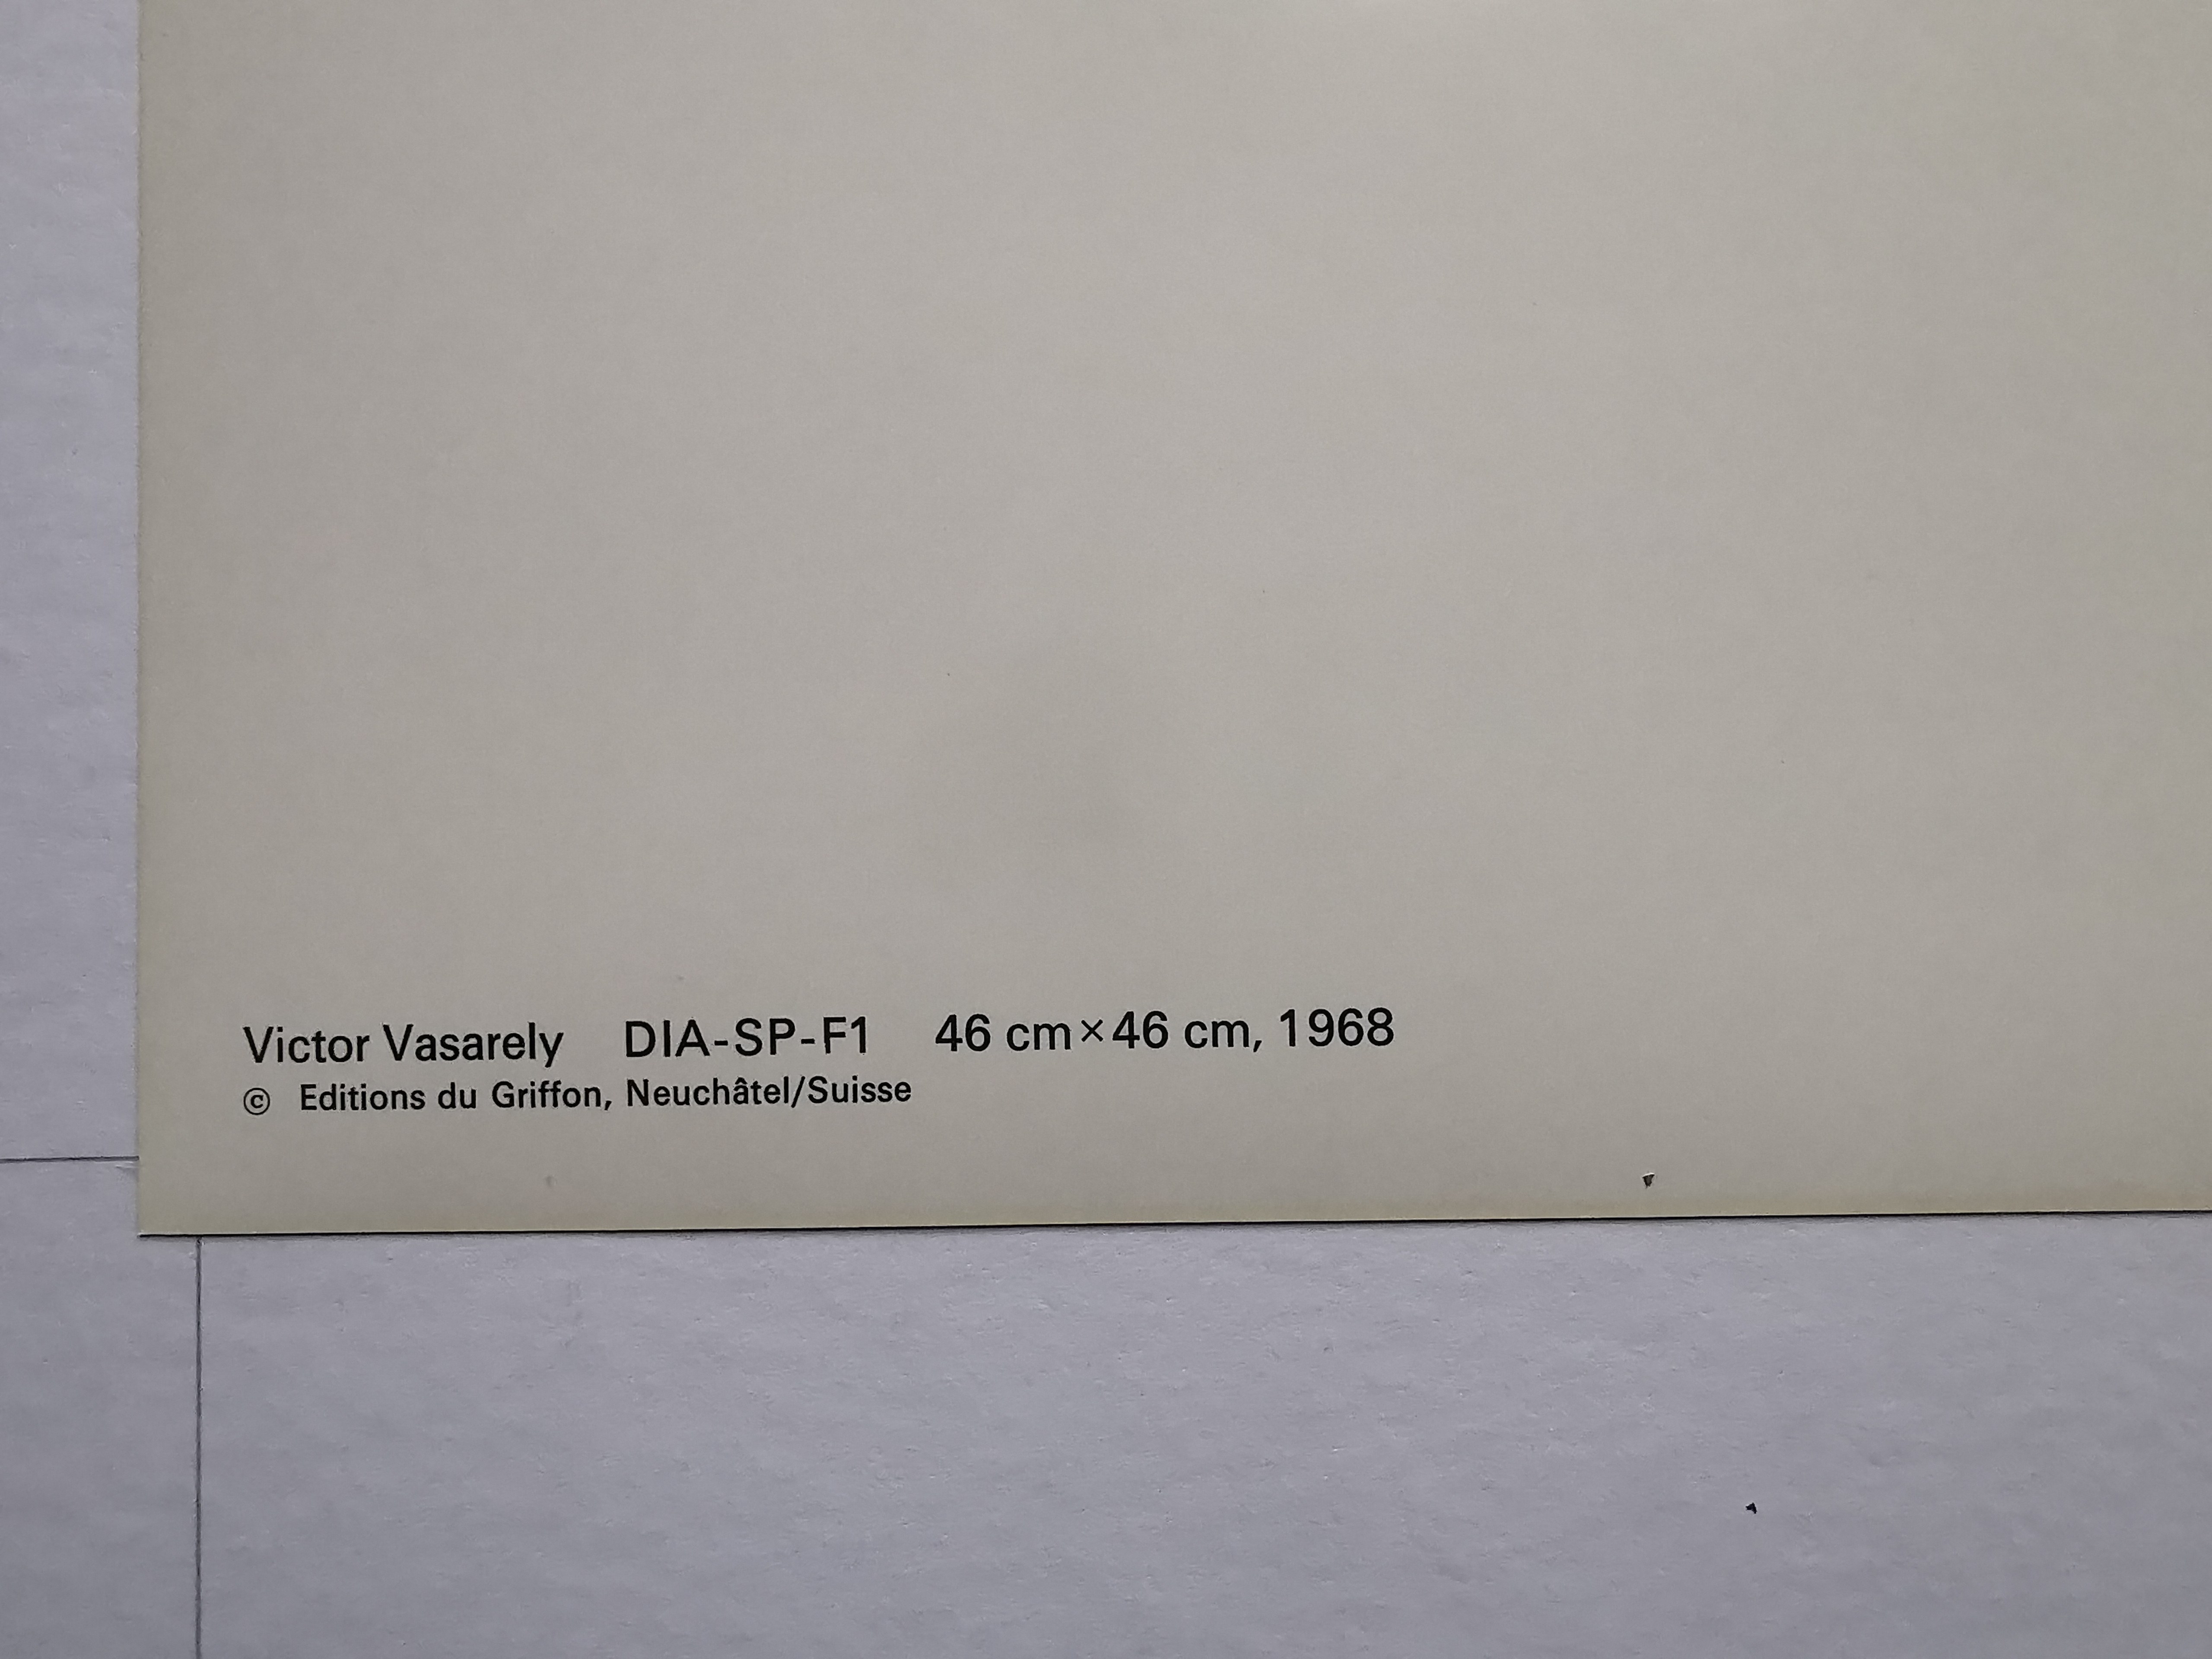 Victor Vasarely DIA-SP-F1 46 cm×46 cm, 1968
© Editions du Griffon, Neuchâtel/Suisse